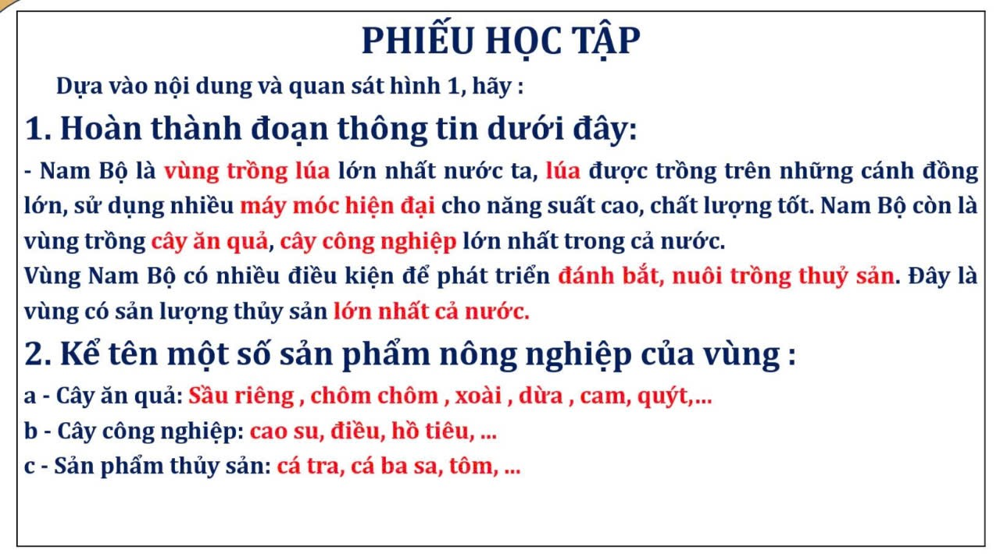 PHIẾU HỌC TẬP
Dựa vào nội dung và quan sát hình 1, hãy :
1. Hoàn thành đoạn thông tin dưới đây:
- Nam Bộ là vùng trồng lúa lớn nhất nước ta, lúa được trồng trên những cánh đồng
lớn, sử dụng nhiều máy móc hiện đại cho năng suất cao, chất lượng tốt. Nam Bộ còn là
vùng trồng cây ăn quả, cây công nghiệp lớn nhất trong cả nước.
Vùng Nam Bộ có nhiều điều kiện để phát triển đánh bắt, nuôi trồng thuỷ sản. Đây là
vùng có sản lượng thủy sản lớn nhất cả nước.
2. Kể tên một số sản phẩm nông nghiệp của vùng :
a - Cây ăn quả: Sầu riêng , chôm chôm , xoài , dừa , cam, quýt,...
b - Cây công nghiệp: cao su, điều, hồ tiêu, ...
c - Sản phẩm thủy sản: cá tra, cá ba sa, tôm, ...